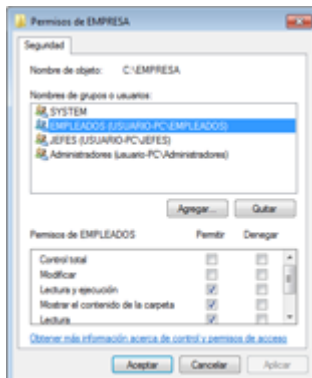 Permisos de EMPRESA
Seguridad
Nombre de objeto: C:\EMPRESA
Nombres de grupos o usuarios:
SYSTEM
EMPLEADOS (USUARIO-PC\EMPLEADOS)
JEFES (USUARIO-PC\JEFES)
Administradores (usuario-PC\Administradores)
Agregar... Quitar
Permisos de EMPLEADOS Permitir Denegar
Control total
Modificar
Lectura y ejecución
Mostrar el contenido de la carpeta
Lectura
Obtener más información acerca de control y permisos de acceso
Aceptar Cancelar Aplicar